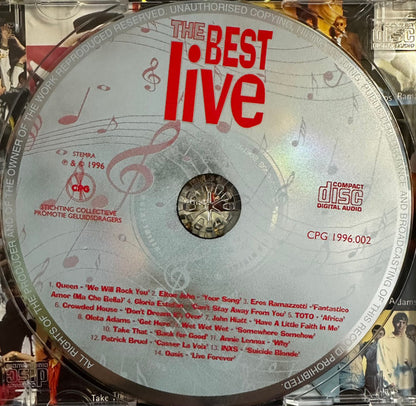 ALL RIGHTS OF THE PRODUCER AND OF THE OWNER OF THE WORK REPRODUCED RESERVED. UNAUTHORISED COPYING, PUBLIC PERFORMANCE AND BROADCASTING OF THIS RECORD PROHIBITED!
THE BEST
live
STEMRA
℗ & © 1996
CPG
STICHTING COLLECTIEVE
PROMOTIE GELUIDSDRAGERS
COMPACT
disc
DIGITAL AUDIO
CPG 1996.002
1. Queen - 'We Will Rock You' 2. Elton John - 'Your Song' 3. Eros Ramazzotti - 'Fantastico
Amor (Ma Che Bella)' 4. Gloria Estefan - 'Can't Stay Away From You' 5. TOTO - 'Africa'
6. Crowded House - 'Don't Dream It's Over' 7. John Hiatt - 'Have A Little Faith In Me'
8. Oleta Adams - 'Get Here' 9. Wet Wet Wet - 'Somewhere Somehow'
10. Take That - 'Back for Good' 11. Annie Lennox - 'Why'
12. Patrick Bruel - 'Casser La Voix' 13. INXS - 'Suicide Blonde'
14. Oasis - 'Live Forever'
Take